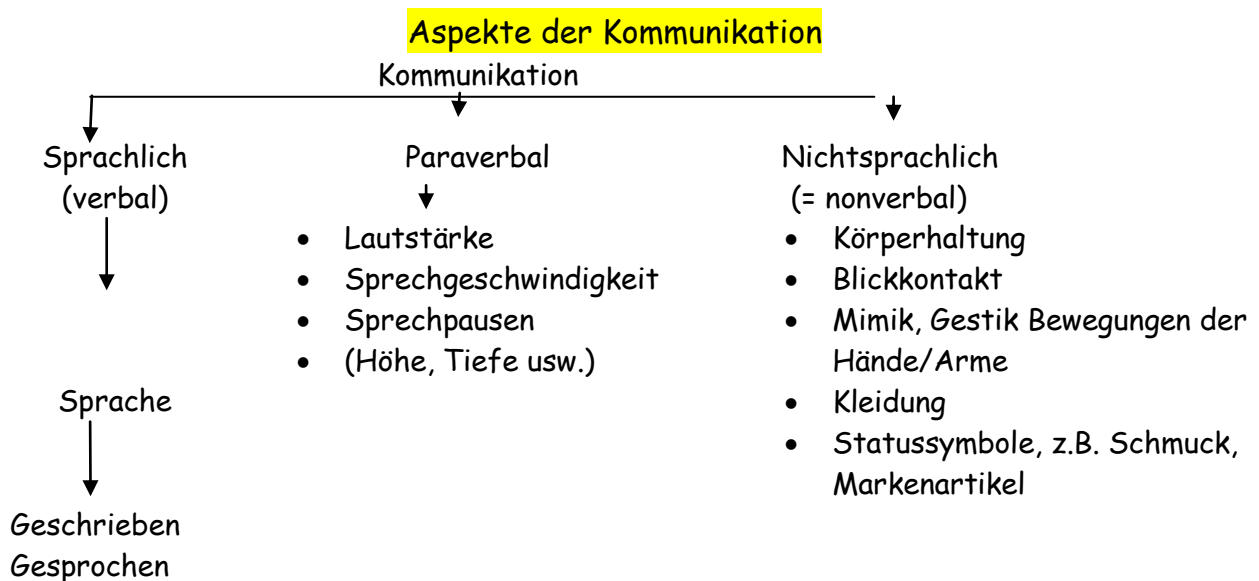 Aspekte der Kommunikation
Kommunikation
Sprachlich
(verbal)
Sprache
Geschrieben
Gesprochen
Paraverbal
• Lautstärke
• Sprechgeschwindigkeit
• Sprechpausen
• (Höhe, Tiefe usw.)
Nichtsprachlich
(= nonverbal)
• Körperhaltung
• Blickkontakt
• Mimik, Gestik Bewegungen der
Hände/Arme
• Kleidung
• Statussymbole, z.B. Schmuck,
Markenartikel